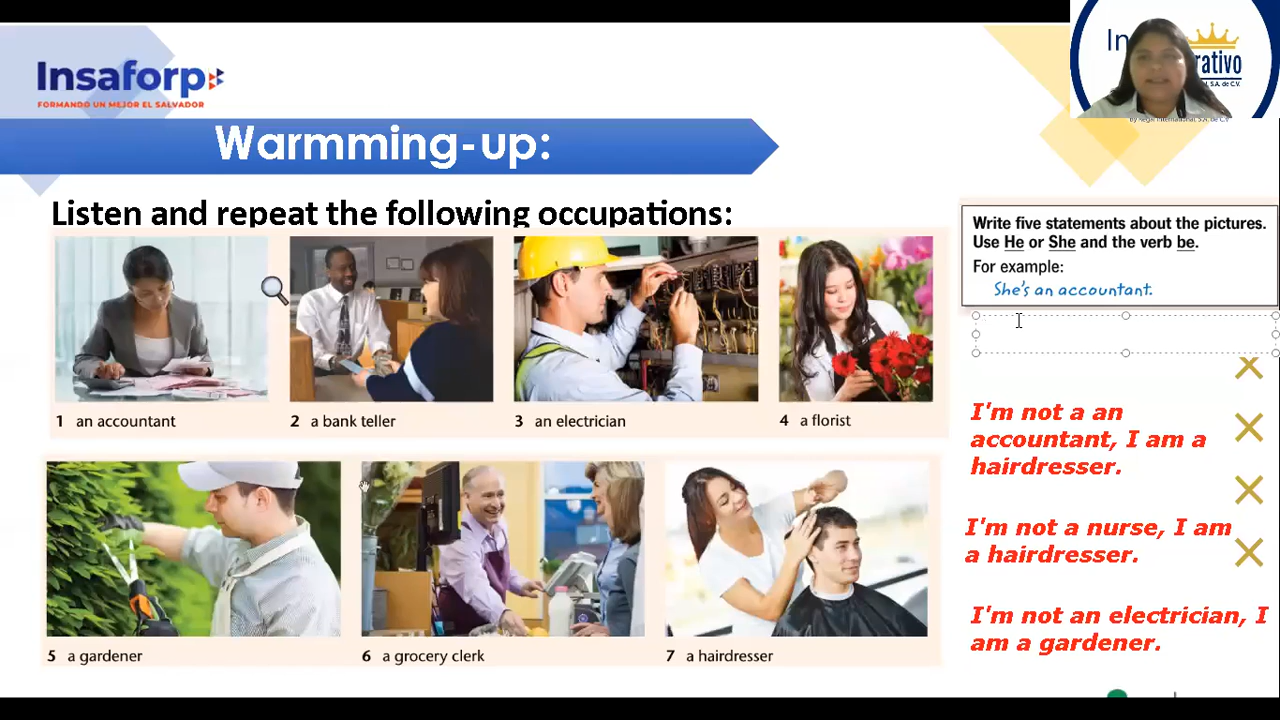 Insaforp
FORMANDO UN MEJOR EL SALVADOR
Warmming-up:
Listen and repeat the following occupations:
1 an accountant
2 a bank teller
3 an electrician
4 a florist
5 a gardener
6 a grocery clerk
7 a hairdresser
Write five statements about the pictures.
Use He or She and the verb be.
For example:
She's an accountant.
I'm not a an
accountant, I am a
hairdresser.
I'm not a nurse, I am
a hairdresser.
I'm not an electrician, I
am a gardener.